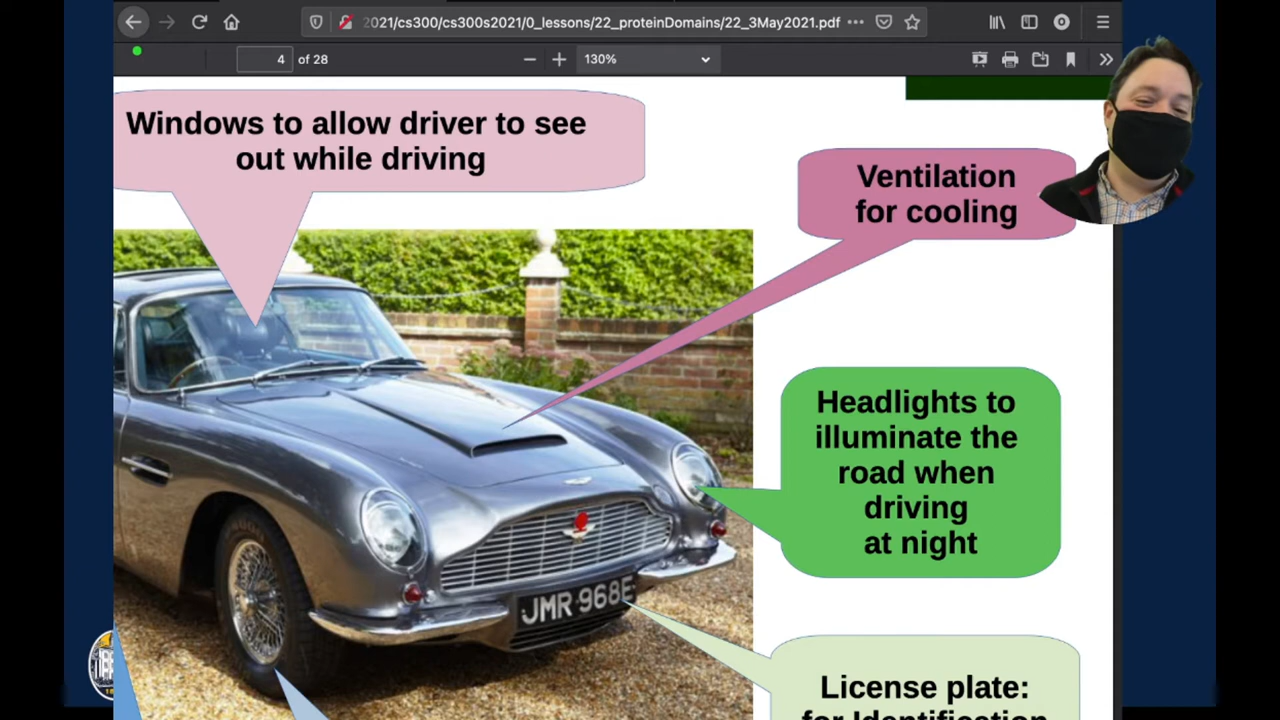 2021/cs300/cs300s2021/0_lessons/22_proteinDomains/22_3May2021.pdf
4 of 28
130%
Windows to allow driver to see
out while driving
Ventilation
for cooling
Headlights to
illuminate the
road when
driving
at night
JMR 968E
License plate:
for Identification